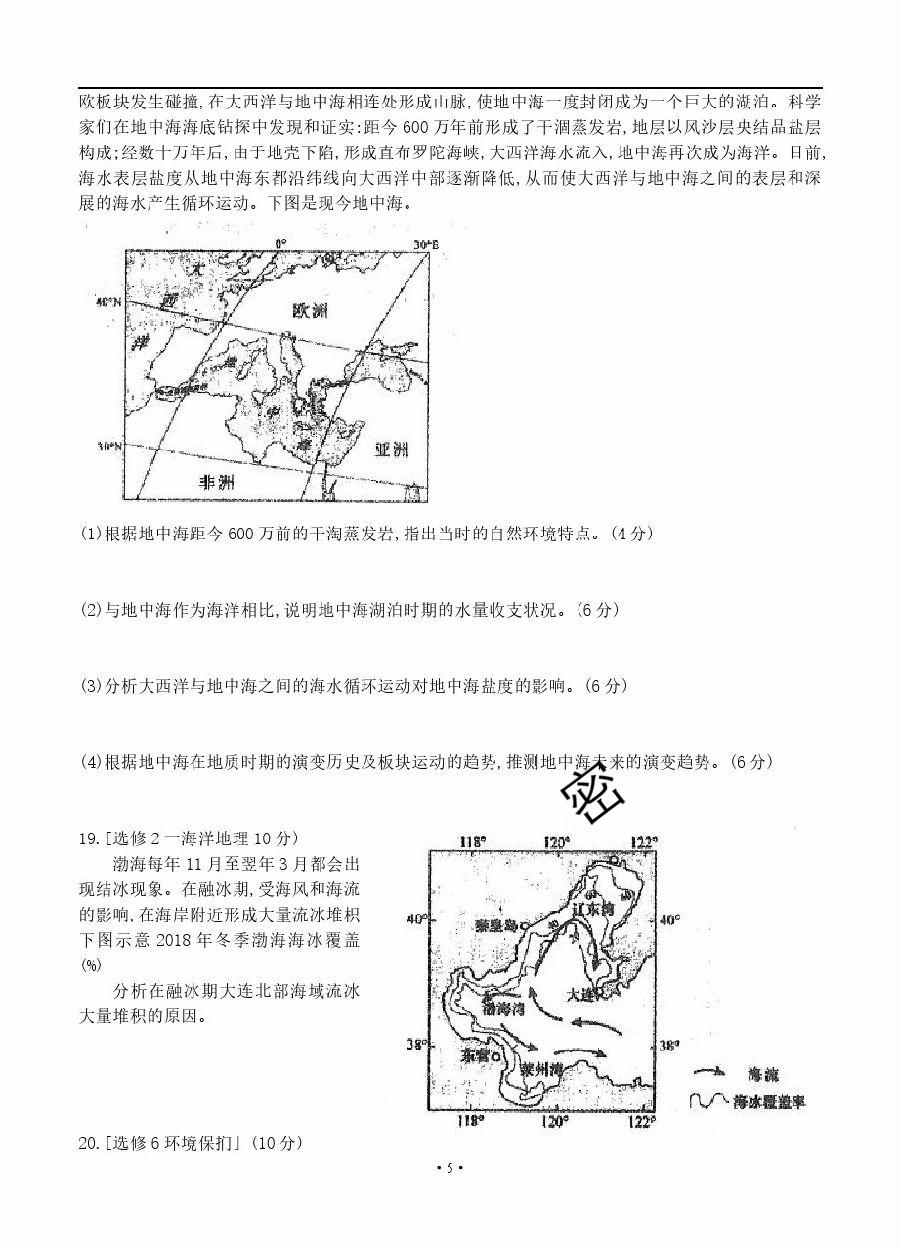 欧板块发生碰撞,在大西洋与地中海相连处形成山脉,使地中海一度封闭成为一个巨大的湖泊。科学
家们在地中海海底钻探中发现和证实:距今 600 万年前形成了干涸蒸发岩,地层以风沙层央结品盐层
构成;经数十万年后,由于地壳下陷,形成直布罗陀海峡,大西洋海水流入,地中海再次成为海洋。日前,
海水表层盐度从地中海东都沿纬线向大西洋中部逐渐降低,从而使大西洋与地中海之间的表层和深
展的海水产生循环运动。下图是现今地中海。
0° 30°E
大
40°N 西 欧洲
洋 地
中
30°N 海 亚洲
非洲
(1)根据地中海距今 600 万前的干淘蒸发岩,指出当时的自然环境特点。(4 分)
(2)与地中海作为海洋相比,说明地中海湖泊时期的水量收支状况。(6 分)
(3)分析大西洋与地中海之间的海水循环运动对地中海盐度的影响。(6 分)
(4)根据地中海在地质时期的演变历史及板块运动的趋势,推测地中海未来的演变趋势。(6 分)
密
19.[选修 2 一海洋地理 10 分)
渤海每年 11 月至翌年 3 月都会出
现结冰现象。在融冰期,受海风和海流
的影响,在海岸附近形成大量流冰堆枳
下图示意 2018 年冬季渤海海冰覆盖
(%)
分析在融冰期大连北部海域流冰
大量堆积的原因。
118° 120° 122°
辽东湾
40° 秦皇岛 40°
大连
渤海湾
38° 38°
东营
莱州湾
118° 120° 122°
海流
海冰覆盖率
20.[选修 6 环境保扪」(10 分)
• 5 •